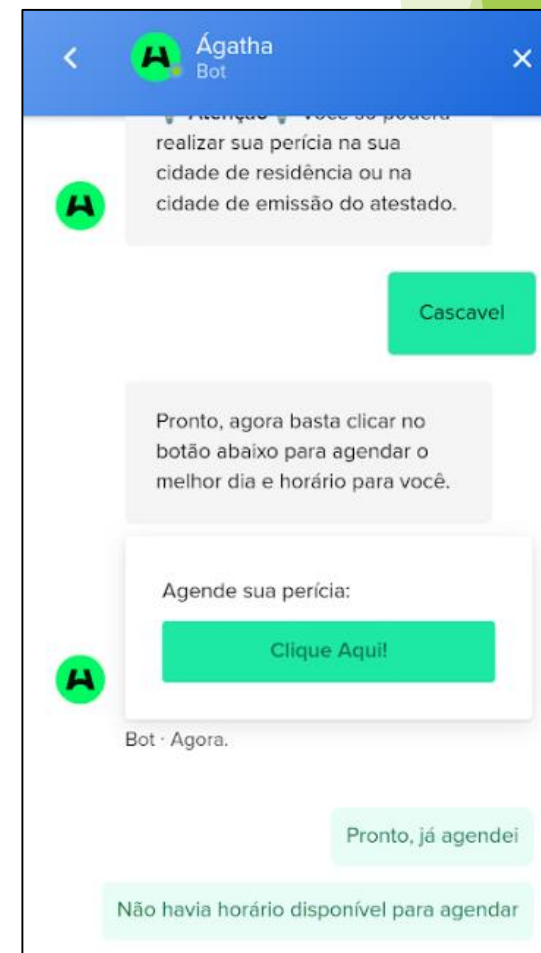 Ágatha
Bot
realizar sua perícia na sua
cidade de residência ou na
cidade de emissão do atestado.
Cascavel
Pronto, agora basta clicar no
botão abaixo para agendar o
melhor dia e horário para você.
Agende sua perícia:
Clique Aqui!
Bot · Agora.
Pronto, já agendei
Não havia horário disponível para agendar